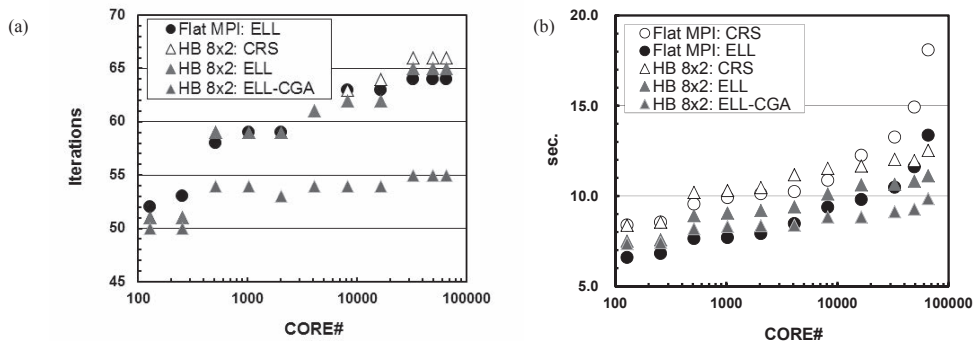 (a)
Flat MPI: ELL
HB 8x2: CRS
HB 8x2: ELL
HB 8x2: ELL-CGA
Iterations
70
65
60
55
50
45
100
1000
10000
100000
CORE#
(b)
Flat MPI: CRS
Flat MPI: ELL
HB 8x2: CRS
HB 8x2: ELL
HB 8x2: ELL-CGA
sec.
20.0
15.0
10.0
5.0
100
1000
10000
100000
CORE#